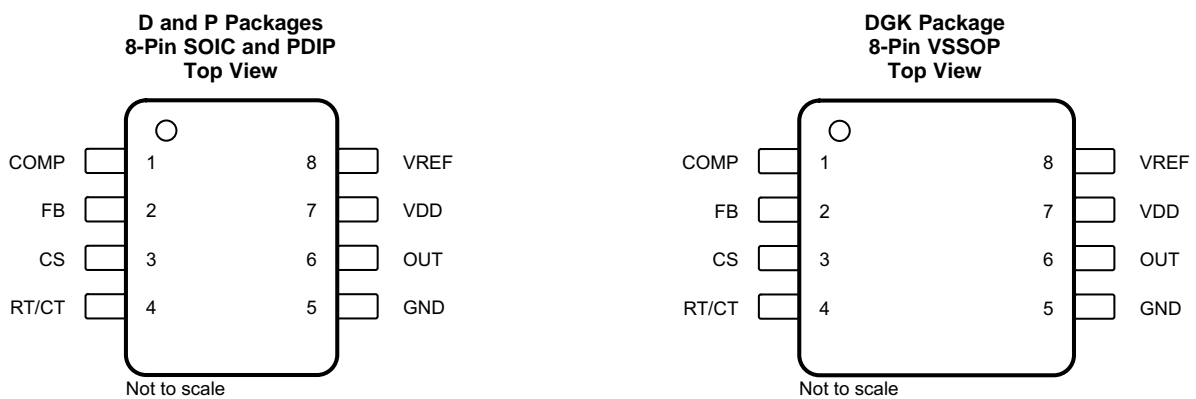 D and P Packages
8-Pin SOIC and PDIP
Top View
COMP 1 8 VREF
FB 2 7 VDD
CS 3 6 OUT
RT/CT 4 5 GND
Not to scale
DGK Package
8-Pin VSSOP
Top View
COMP 1 8 VREF
FB 2 7 VDD
CS 3 6 OUT
RT/CT 4 5 GND
Not to scale